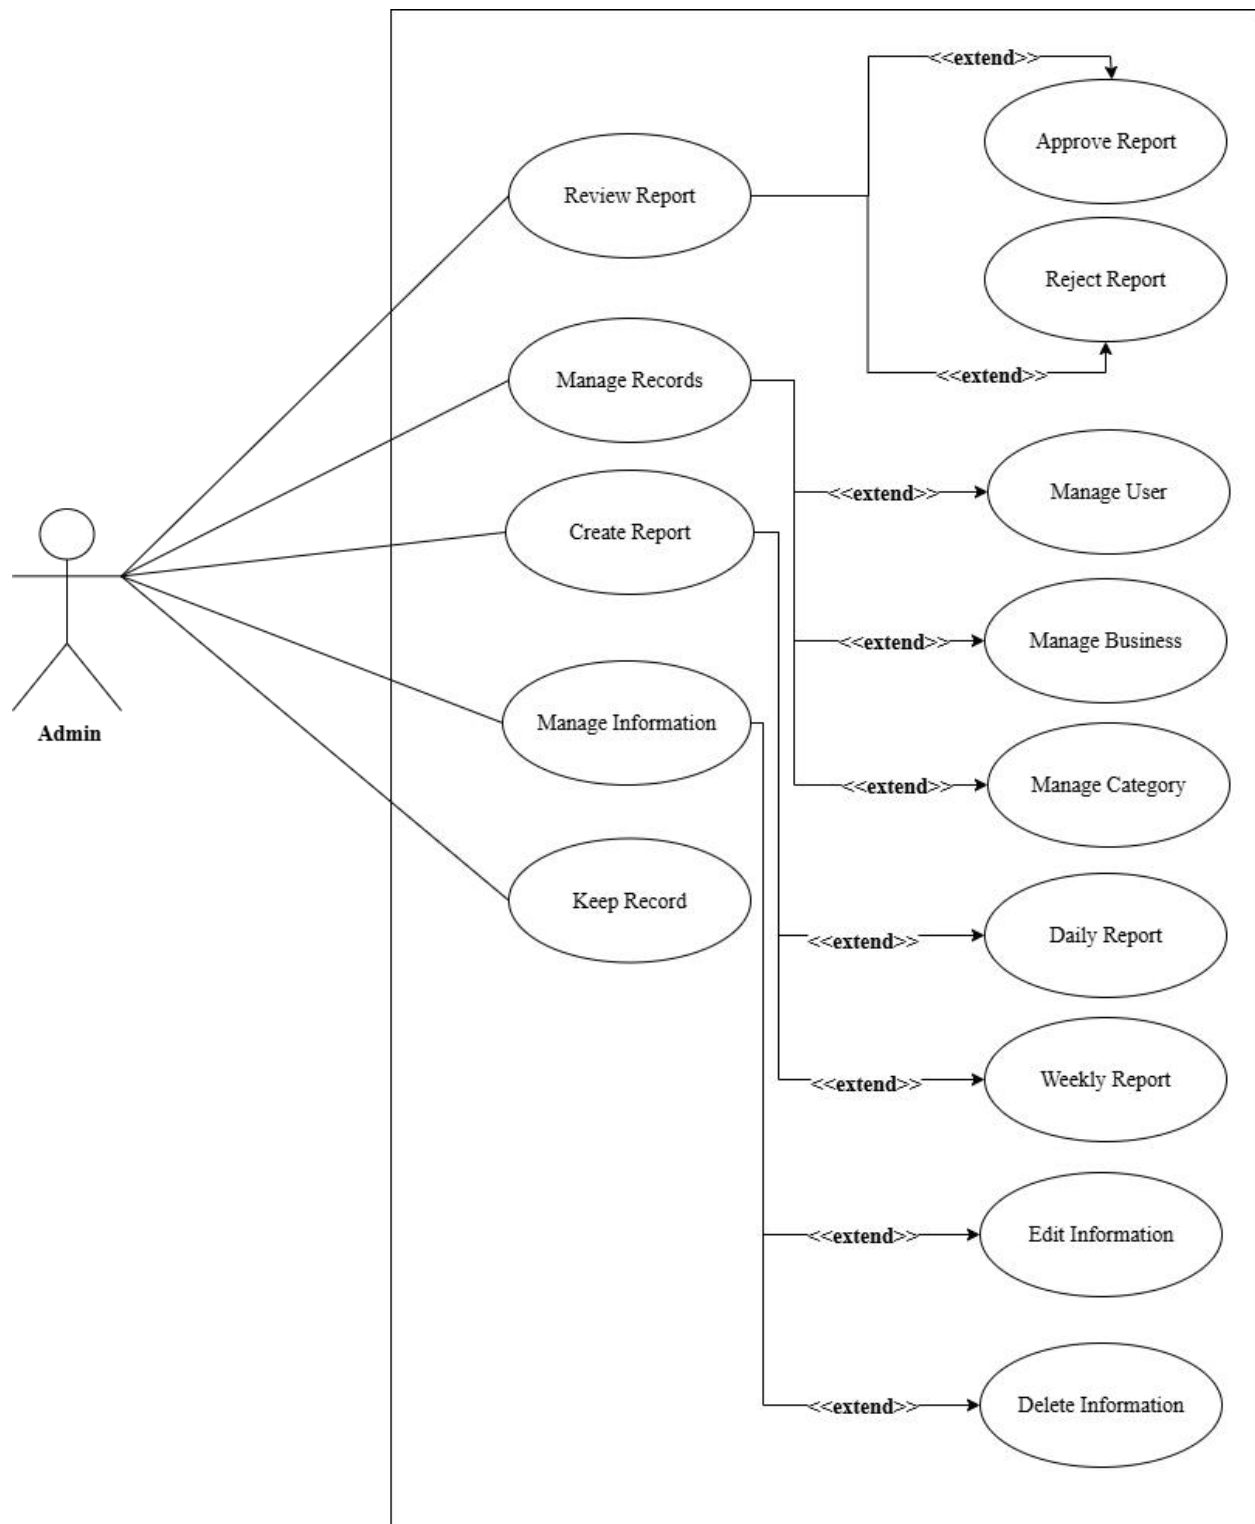 <<extend>>
Approve Report
Review Report
Reject Report
<<extend>>
Manage Records
<<extend>>
Manage User
Create Report
<<extend>>
Manage Business
Manage Information
Admin
<<extend>>
Manage Category
Keep Record
<<extend>>
Daily Report
<<extend>>
Weekly Report
<<extend>>
Edit Information
<<extend>>
Delete Information